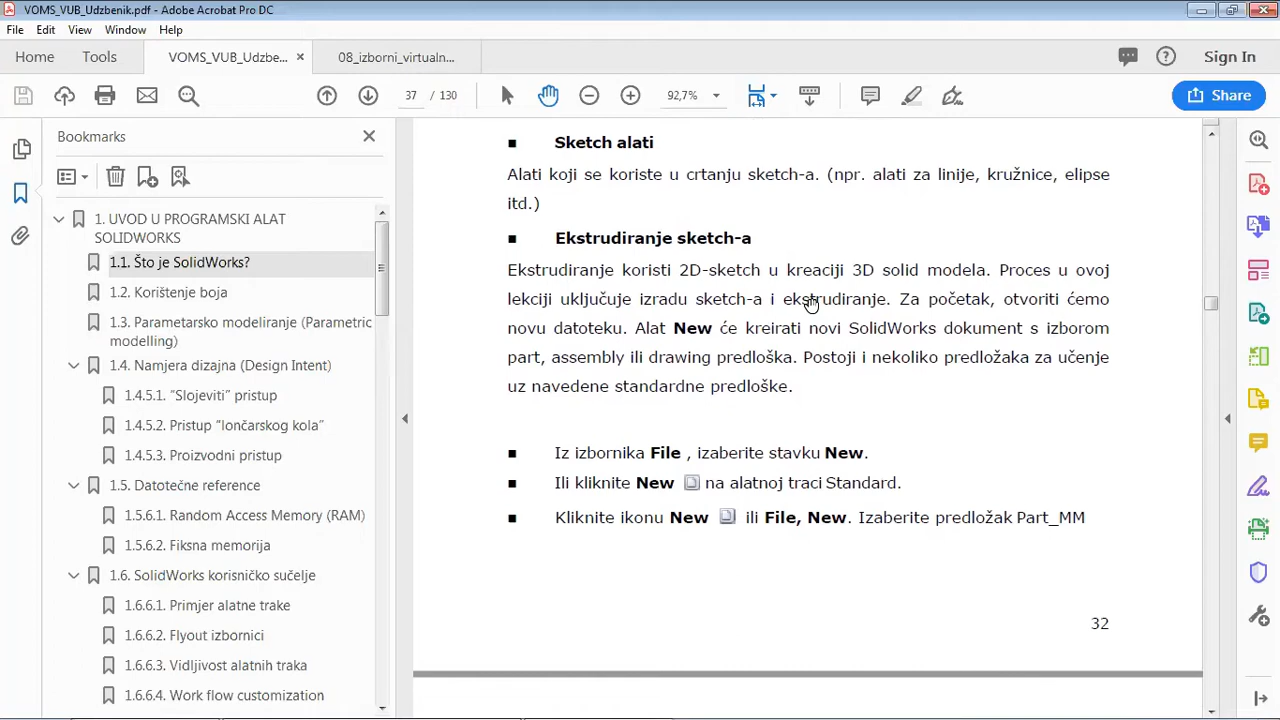 VOMS_VUB_Udzbenik.pdf - Adobe Acrobat Pro DC
File Edit View Window Help
Home Tools VOMS_VUB_Udzbe... × 08_izborni_virtualn... Sign In
37 / 130 92,7% Share
Bookmarks
1. UVOD U PROGRAMSKI ALAT
SOLIDWORKS
1.1. Što je SolidWorks?
1.2. Korištenje boja
1.3. Parametarsko modeliranje (Parametric
modelling)
1.4. Namjera dizajna (Design Intent)
1.4.5.1. “Slojeviti” pristup
1.4.5.2. Pristup “lončarskog kola”
1.4.5.3. Proizvodni pristup
1.5. Datotečne reference
1.5.6.1. Random Access Memory (RAM)
1.5.6.2. Fiksna memorija
1.6. SolidWorks korisničko sučelje
1.6.6.1. Primjer alatne trake
1.6.6.2. Flyout izbornici
1.6.6.3. Vidljivost alatnih traka
1.6.6.4. Work flow customization
▪ Sketch alati
Alati koji se koriste u crtanju sketch-a. (npr. alati za linije, kružnice, elipse
itd.)
▪ Ekstrudiranje sketch-a
Ekstrudiranje koristi 2D-sketch u kreaciji 3D solid modela. Proces u ovoj
lekciji uključuje izradu sketch-a i ekstrudiranje. Za početak, otvoriti ćemo
novu datoteku. Alat New će kreirati novi SolidWorks dokument s izborom
part, assembly ili drawing predloška. Postoji i nekoliko predložaka za učenje
uz navedene standardne predloške.
▪ Iz izbornika File , izaberite stavku New.
▪ Ili kliknite New na alatnoj traci Standard.
▪ Kliknite ikonu New ili File, New. Izaberite predložak Part_MM
32